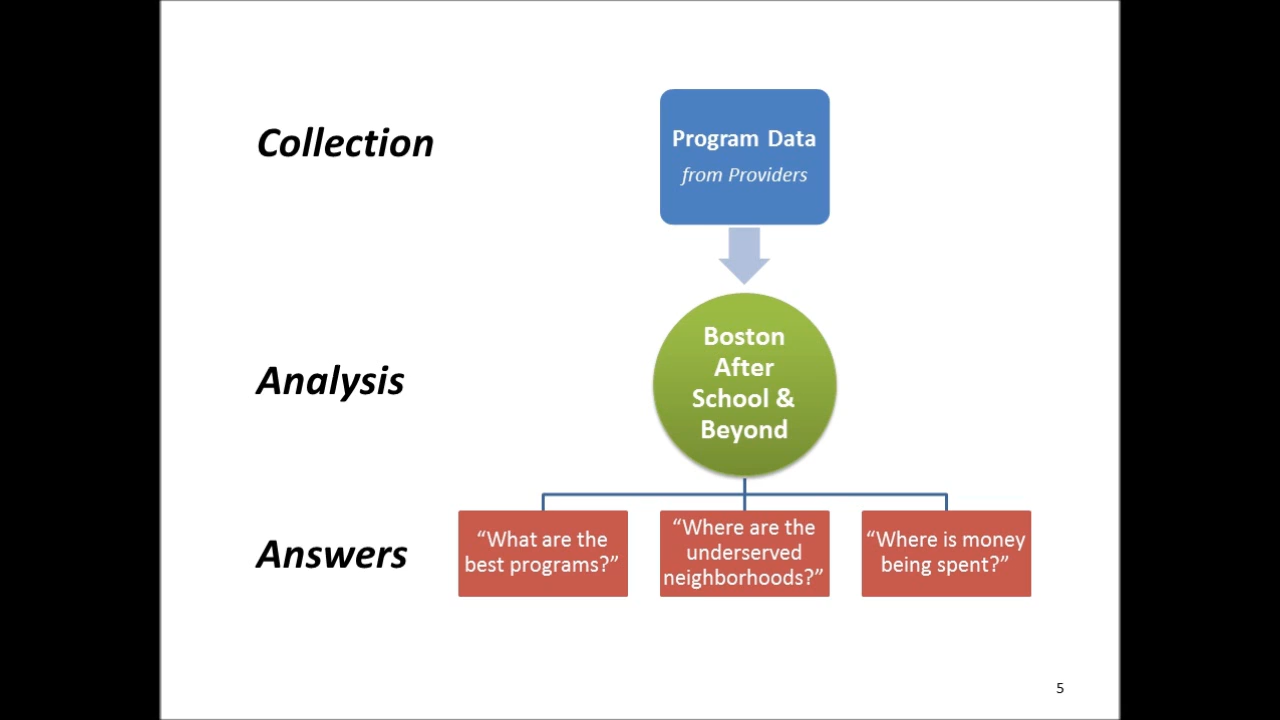 Collection
Program Data
from Providers
Analysis
Boston
After
School &
Beyond
Answers
“What are the
best programs?”
“Where are the
underserved
neighborhoods?”
“Where is money
being spent?”
5